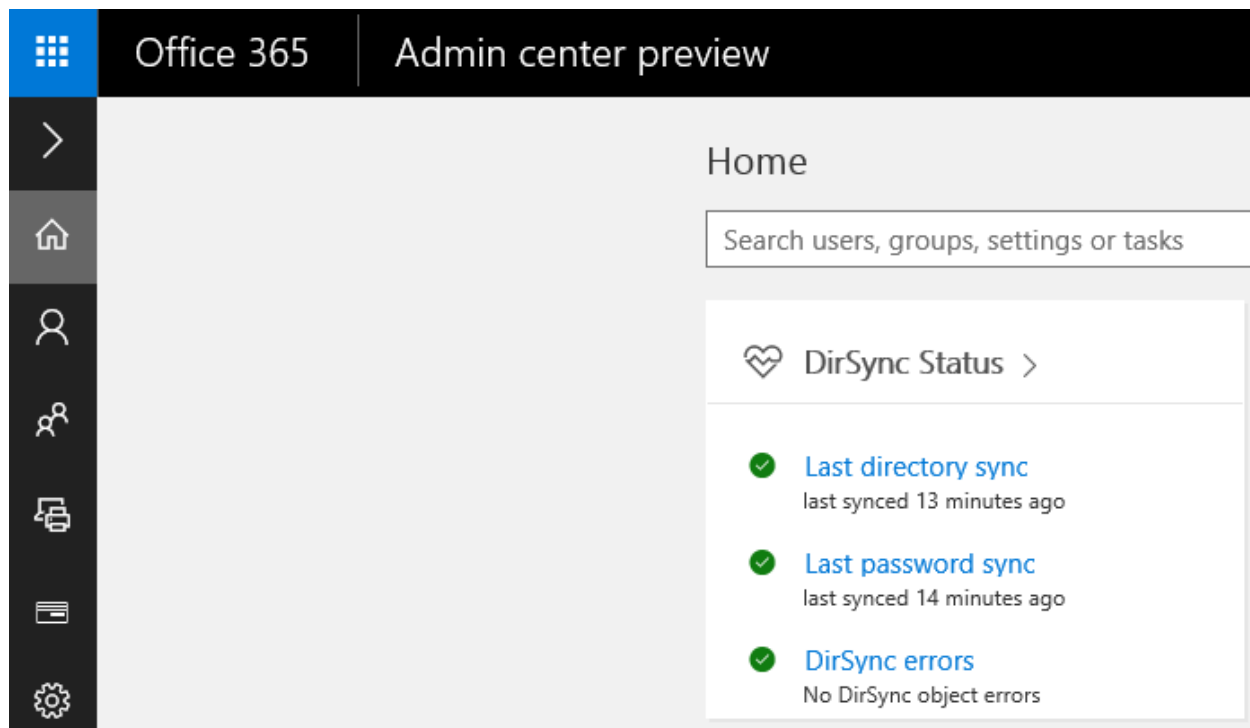 Office 365
Admin center preview
Home
Search users, groups, settings or tasks
DirSync Status
Last directory sync
last synced 13 minutes ago
Last password sync
last synced 14 minutes ago
DirSync errors
No DirSync object errors